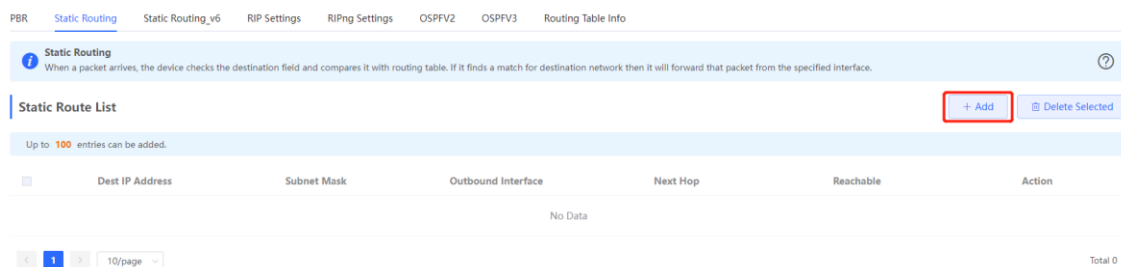 PBR Static Routing Static Routing_v6 RIP Settings RIPng Settings OSPFV2 OSPFV3 Routing Table Info
Static Routing
When a packet arrives, the device checks the destination field and compares it with routing table. If it finds a match for destination network then it will forward that packet from the specified interface.
Static Route List + Add Delete Selected
Up to 100 entries can be added.
Dest IP Address Subnet Mask Outbound Interface Next Hop Reachable Action
No Data
< 1 > 10/page Total 0